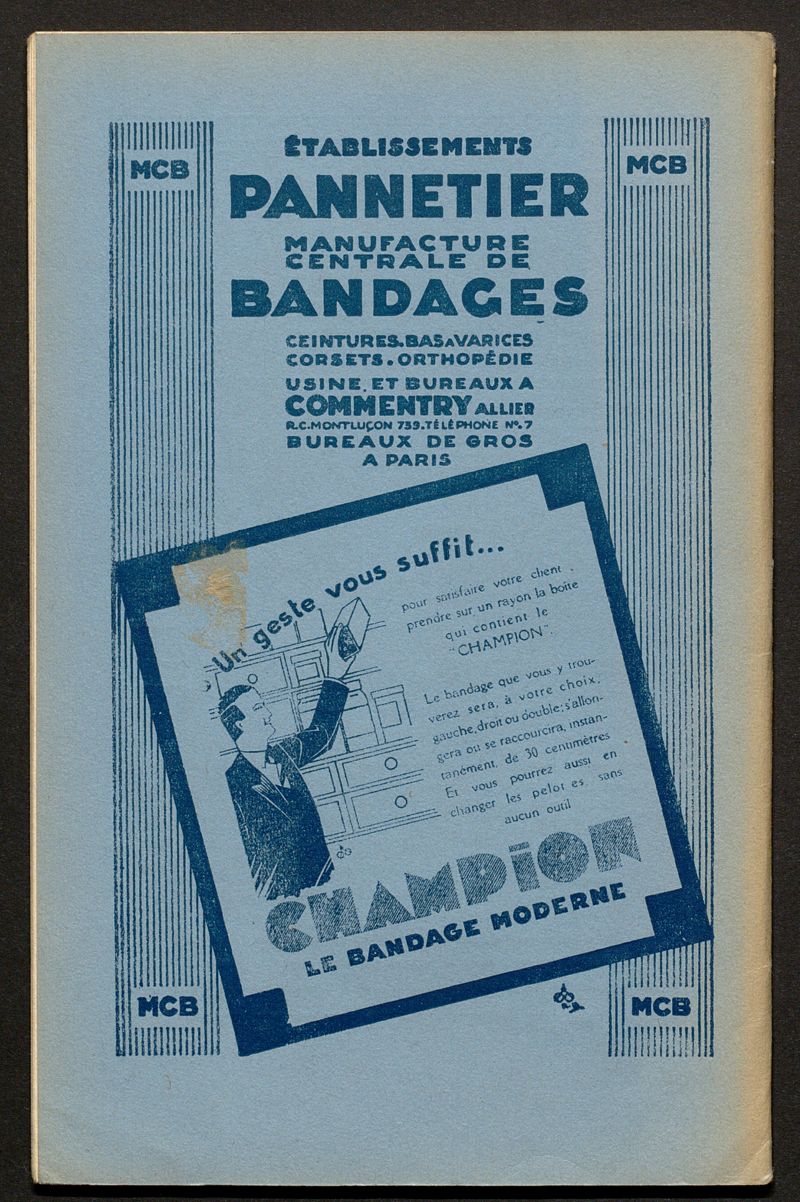 MCB
MCB
ÉTABLISSEMENTS
PANNETIER
MANUFACTURE
CENTRALE DE
BANDAGES
CEINTURES.BAS A VARICES
CORSETS.ORTHOPÉDIE
USINE.ET BUREAUX A
COMMENTRY ALLIER
R.C.MONTLUÇON 739.TÉLÉPHONE No.7
BUREAUX DE GROS
A PARIS
Un geste vous suffit...
pour satisfaire votre client,
prendre sur un rayon la boîte
qui contient le
"CHAMPION".
Le bandage que vous y trou-
verez sera, à votre choix,
gauche, droit ou double; s'allon-
gera ou se raccourcira, instan-
tanément, de 30 centimètres
Et vous pourrez aussi en
changer les pelot es sans
aucun outil
CHAMPION
LE BANDAGE MODERNE
MCB
MCB